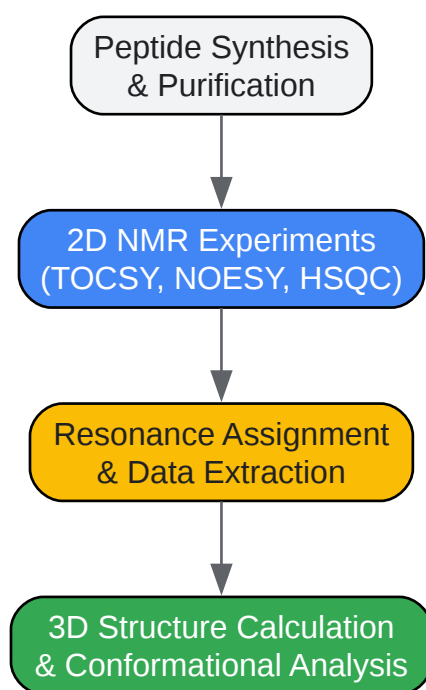 Peptide Synthesis
& Purification
2D NMR Experiments
(TOCSY, NOESY, HSQC)
Resonance Assignment
& Data Extraction
3D Structure Calculation
& Conformational Analysis